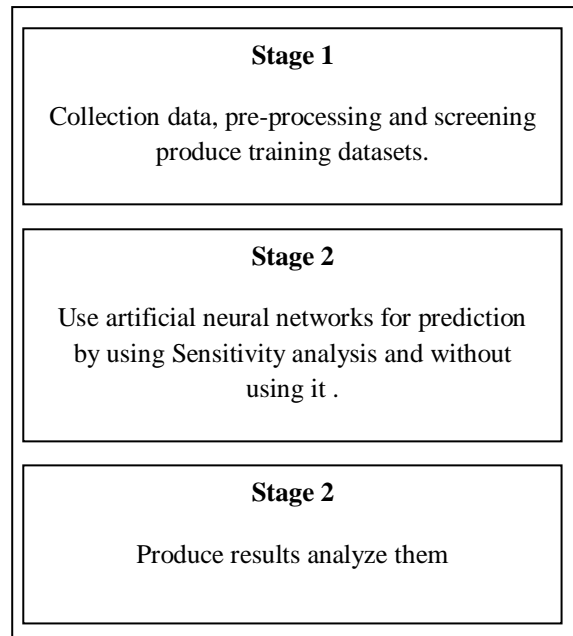 Stage 1
Collection data, pre-processing and screening
produce training datasets.
Stage 2
Use artificial neural networks for prediction
by using Sensitivity analysis and without
using it .
Stage 2
Produce results analyze them